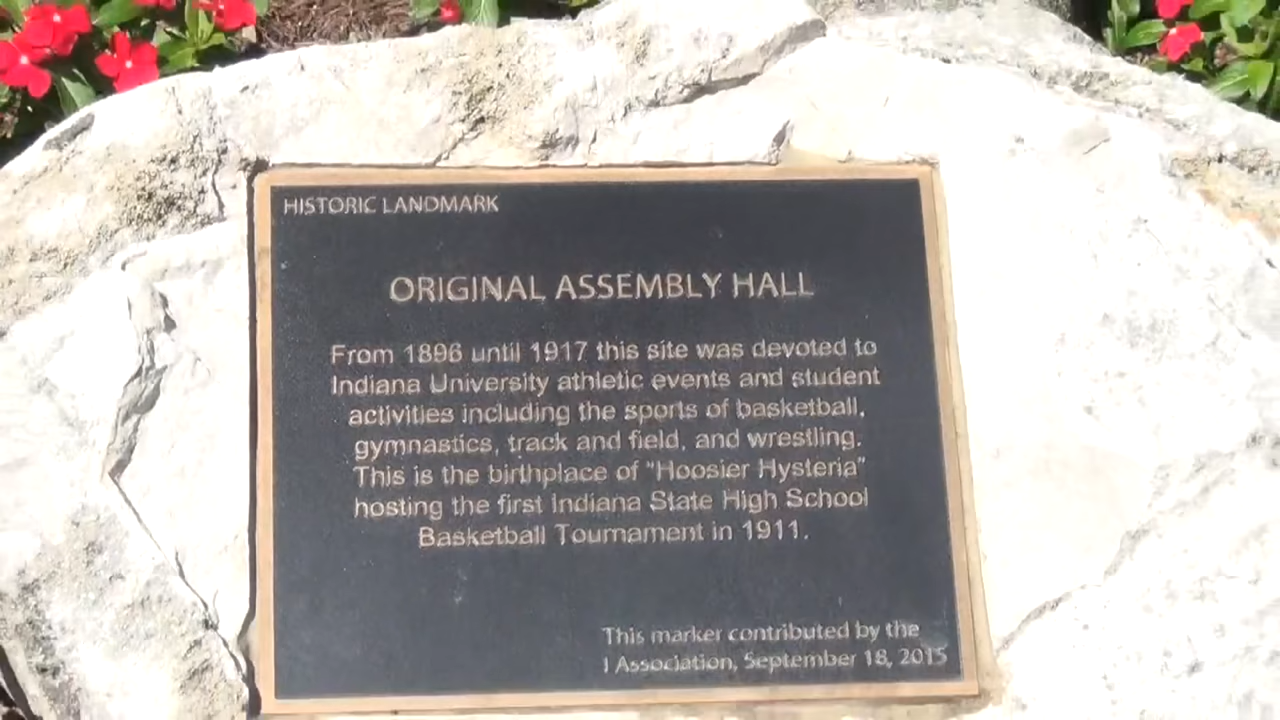 HISTORIC LANDMARK
ORIGINAL ASSEMBLY HALL
From 1896 until 1917 this site was devoted to
Indiana University athletic events and student
activities including the sports of basketball,
gymnastics, track and field, and wrestling.
This is the birthplace of "Hoosier Hysteria"
hosting the first Indiana State High School
Basketball Tournament in 1911.
This marker contributed by the
I Association, September 18, 2015